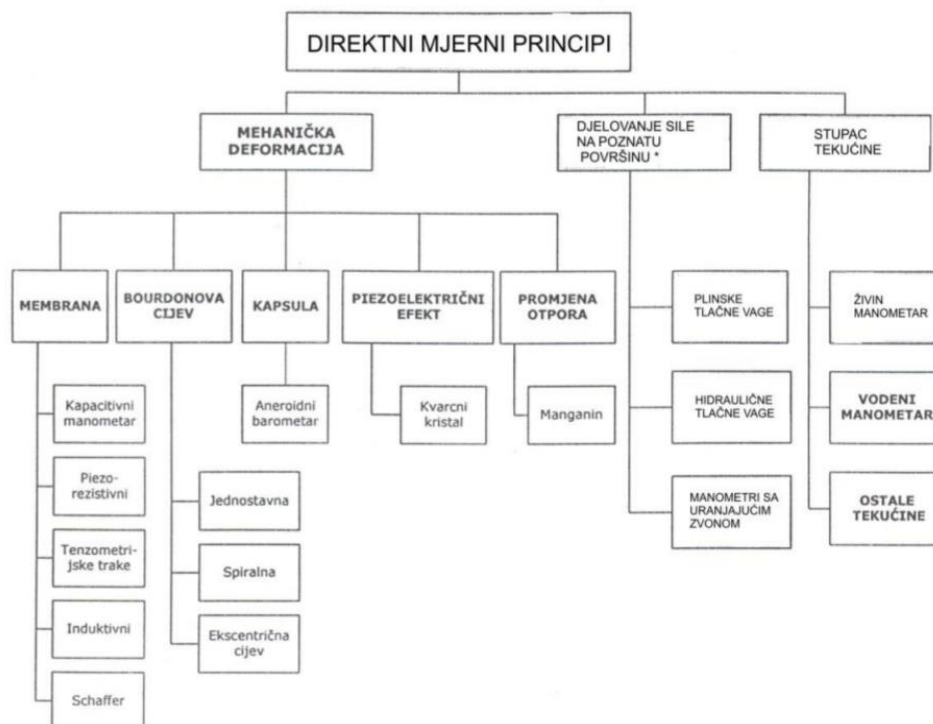 DIREKTNI MJERNI PRINCIPI
MEHANIČKA
DEFORMACIJA
DJELOVANJE SILE
NA POZNATU
POVRŠINU *
STUPAC
TEKUĆINE
MEMBRANA
BOURDONOVA
CIJEV
KAPSULA
PIEZOELEKTRIČNI
EFEKT
PROMJENA
OTPORA
PLINSKE
TLAČNE VAGE
ŽIVIN
MANOMETAR
Kapacitivni
manometar
Aneroidni
barometar
Kvarcni
kristal
Manganin
HIDRAULIČNE
TLAČNE VAGE
VODENI
MANOMETAR
Piezo-
rezistivni
Jednostavna
MANOMETRI SA
URANJAJUĆIM
ZVONOM
OSTALE
TEKUĆINE
Tenzometri-
jske trake
Spiralna
Induktivni
Ekscentrična
cijev
Schaffer